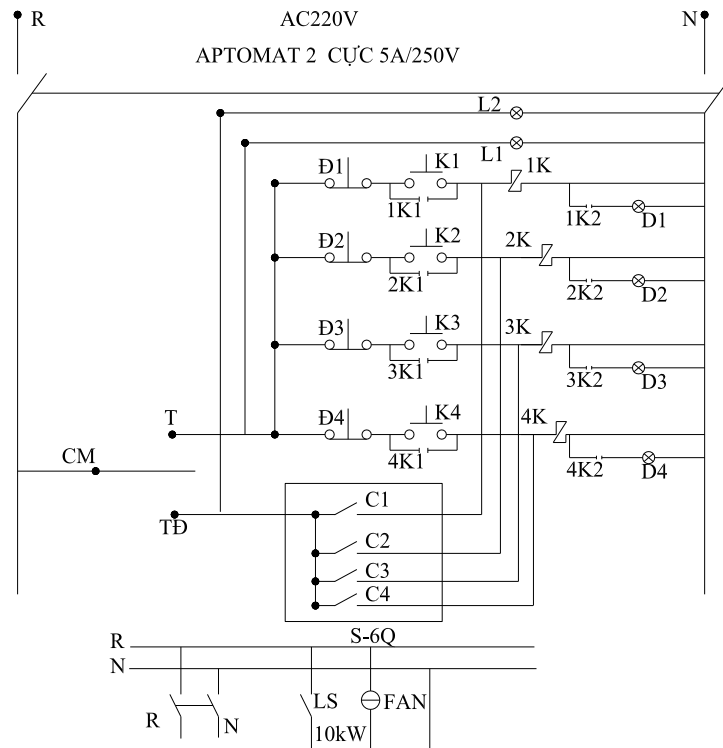 R AC220V N
APTOMAT 2 CỰC 5A/250V
L2
L1
Đ1 K1 1K
1K1 1K2 D1
Đ2 K2 2K
2K1 2K2 D2
Đ3 K3 3K
3K1 3K2 D3
T Đ4 K4 4K
4K1 4K2 D4
CM
C1
TĐ
C2
C3
C4
S-6Q
R
N
LS FAN
R N 10kW